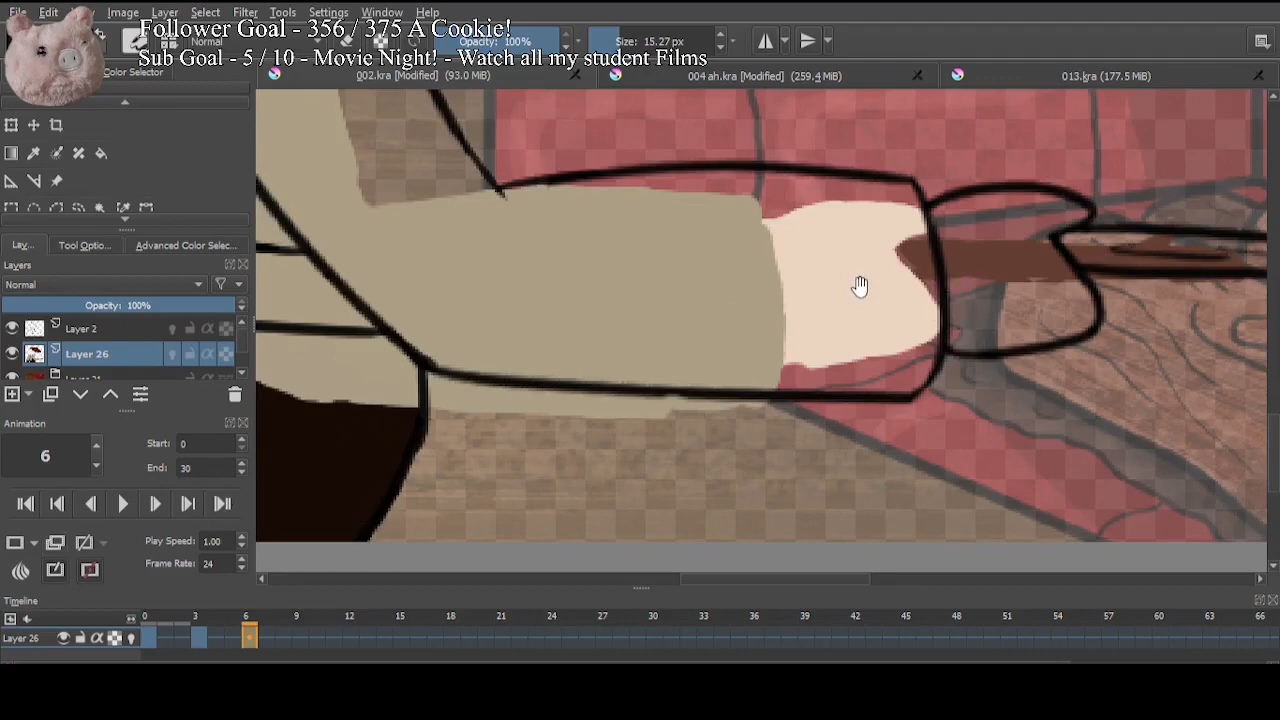 File Edit View Image Layer Select Filter Tools Settings Window Help
Follower Goal - 356 / 375 A Cookie!
Normal Opacity: 100% Size: 15.27 px
Sub Goal - 5 / 10 - Movie Night! - Watch all my student Films
Color Selector
002.kra [Modified] (93.0 MiB)
004 ah.kra [Modified] (259.4 MiB)
013.kra (177.5 MiB)
Lay... Tool Optio... Advanced Color Selec...
Layers
Normal
Opacity: 100%
Layer 2
Layer 26
Animation
6
Start: 0
End: 30
Play Speed: 1.00
Frame Rate: 24
Timeline
0 3 6 9 12 15 18 21 24 27 30 33 36 39 42 45 48 51 54 57 60 63 66
Layer 26